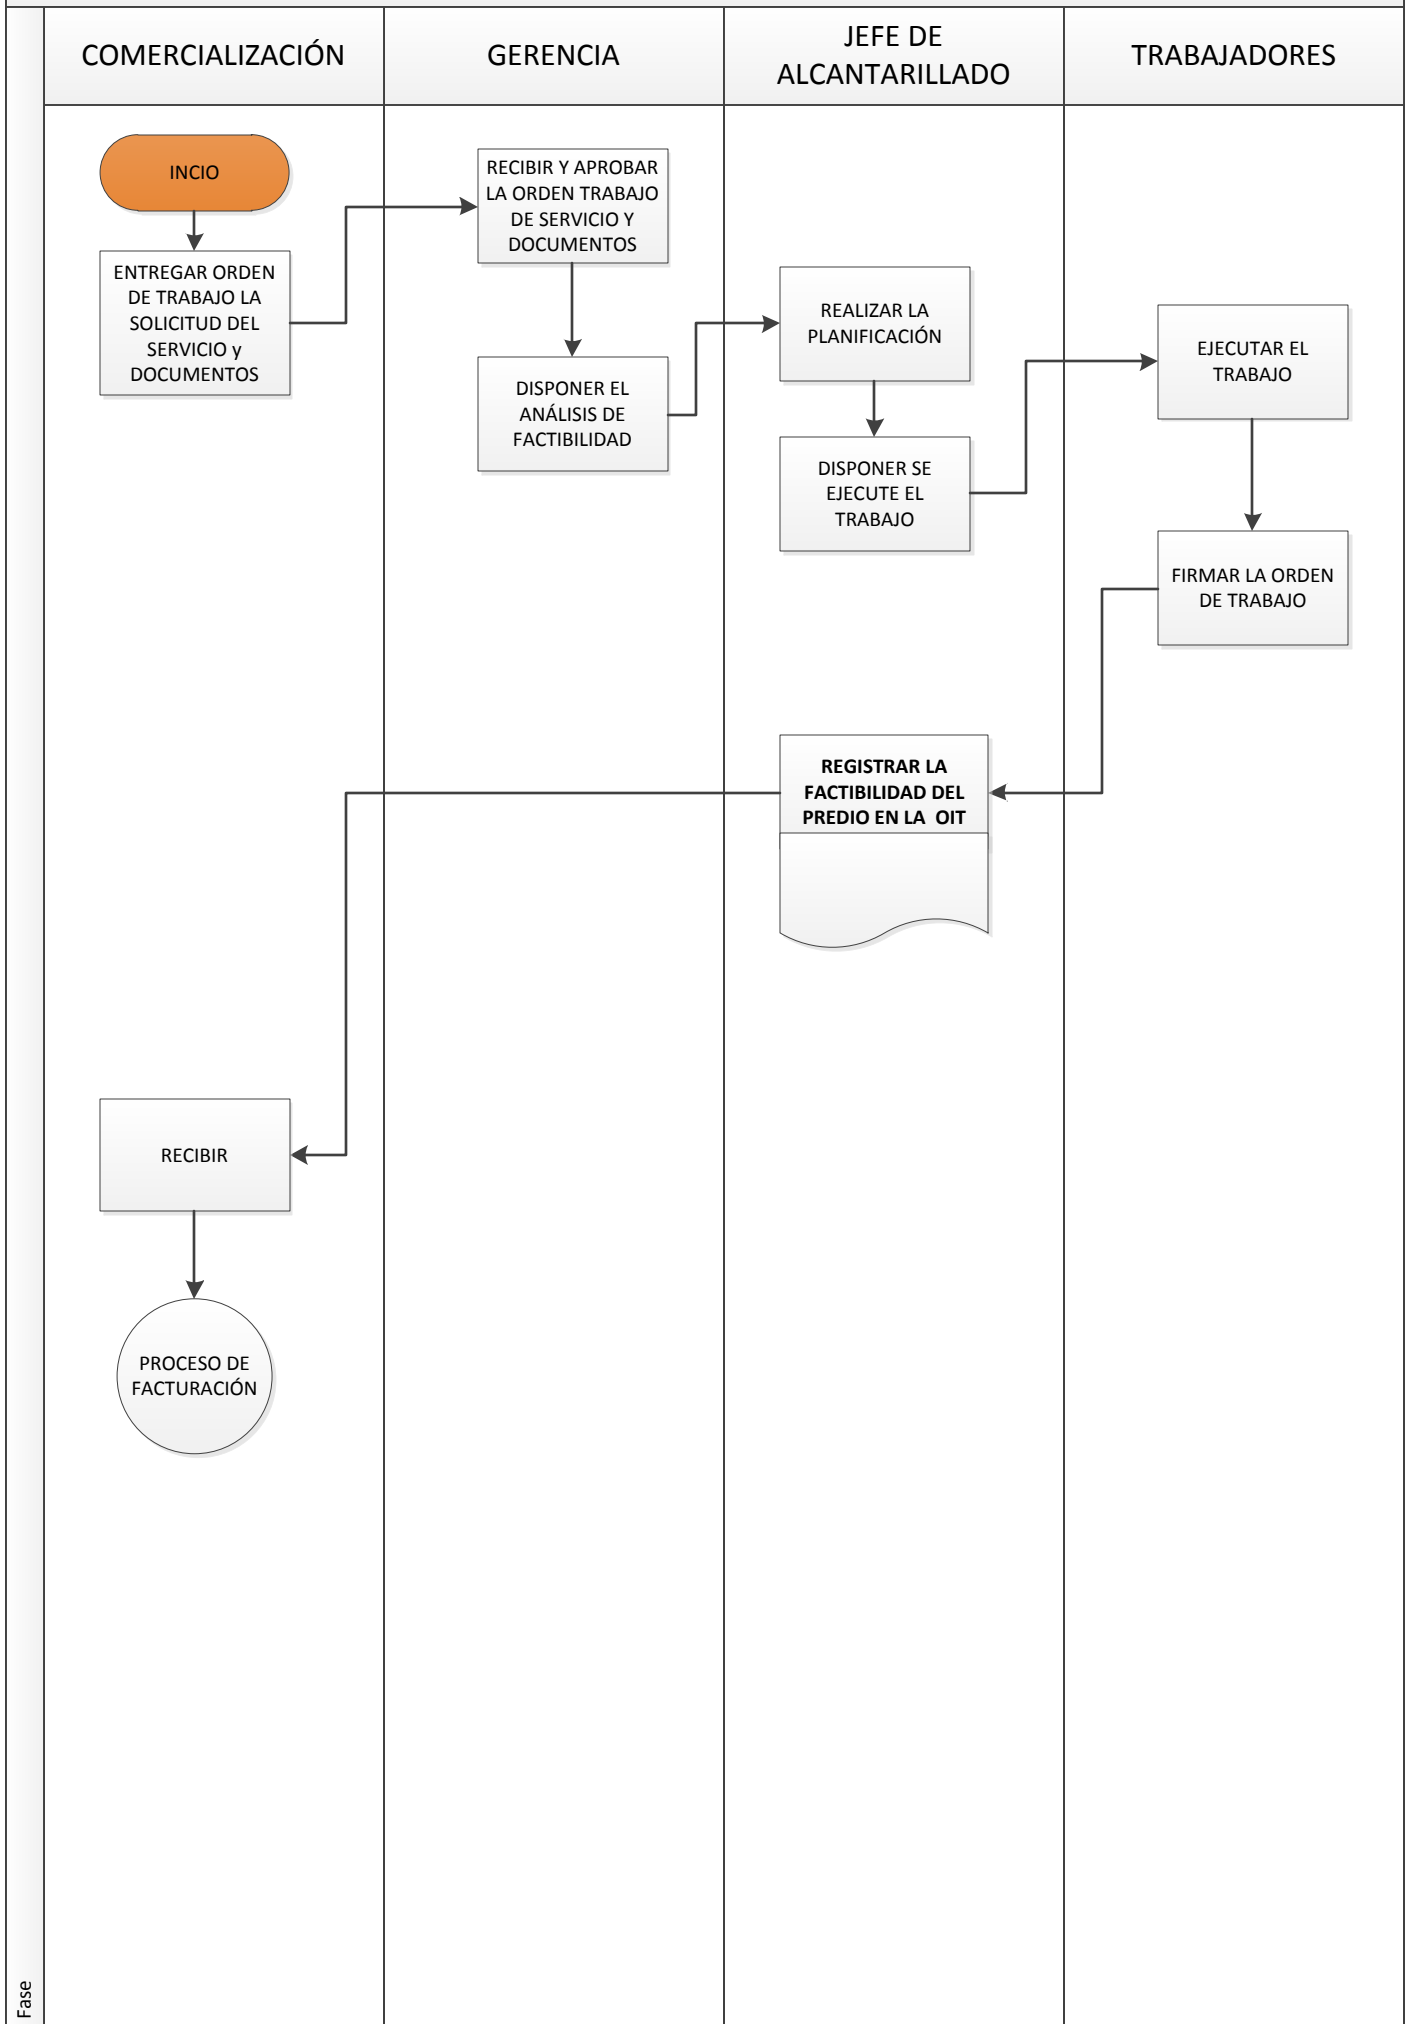 COMERCIALIZACIÓN
GERENCIA
JEFE DE
ALCANTARILLADO
TRABAJADORES
INCIO
ENTREGAR ORDEN
DE TRABAJO LA
SOLICITUD DEL
SERVICIO y
DOCUMENTOS
RECIBIR Y APROBAR
LA ORDEN TRABAJO
DE SERVICIO Y
DOCUMENTOS
DISPONER EL
ANÁLISIS DE
FACTIBILIDAD
REALIZAR LA
PLANIFICACIÓN
DISPONER SE
EJECUTE EL
TRABAJO
EJECUTAR EL
TRABAJO
FIRMAR LA ORDEN
DE TRABAJO
REGISTRAR LA
FACTIBILIDAD DEL
PREDIO EN LA OIT
RECIBIR
PROCESO DE
FACTURACIÓN
Fase